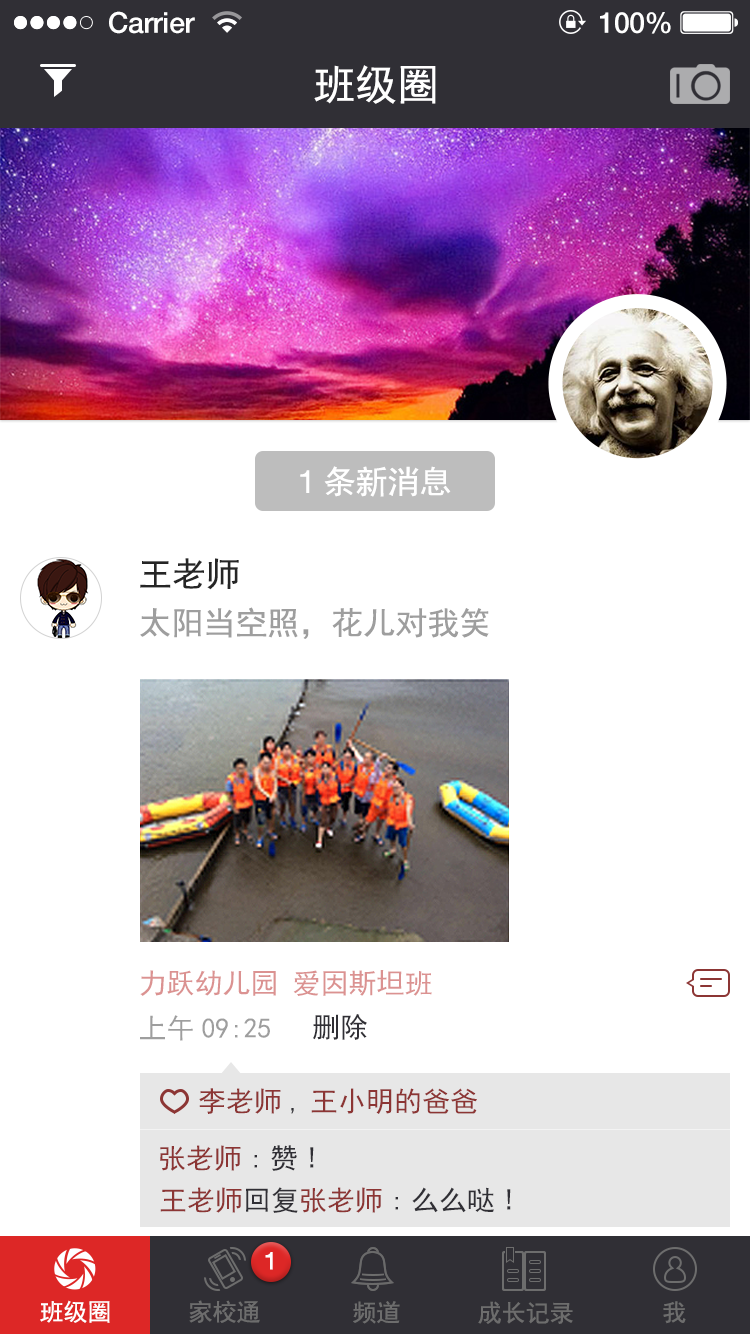 Carrier 100%
班级圈
1 条新消息
王老师
太阳当空照，花儿对我笑
力跃幼儿园 爱因斯坦班
上午 09:25 删除
李老师，王小明的爸爸
张老师：赞！
王老师回复张老师：么么哒！
1
班级圈 家校通 频道 成长记录 我